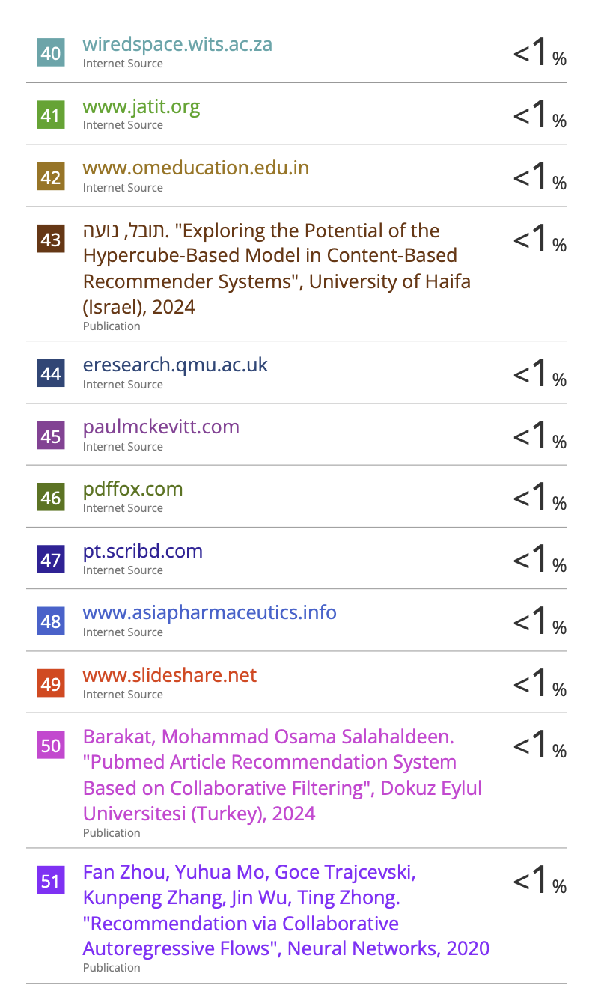 40 wiredspace.wits.ac.za <1%
Internet Source
41 www.jatit.org <1%
Internet Source
42 www.omeducation.edu.in <1%
Internet Source
43 תובל, נועה. "Exploring the Potential of the <1%
Hypercube-Based Model in Content-Based
Recommender Systems", University of Haifa
(Israel), 2024
Publication
44 eresearch.qmu.ac.uk <1%
Internet Source
45 paulmckevitt.com <1%
Internet Source
46 pdffox.com <1%
Internet Source
47 pt.scribd.com <1%
Internet Source
48 www.asiapharmaceutics.info <1%
Internet Source
49 www.slideshare.net <1%
Internet Source
50 Barakat, Mohammad Osama Salahaldeen. <1%
"Pubmed Article Recommendation System
Based on Collaborative Filtering", Dokuz Eylul
Universitesi (Turkey), 2024
Publication
51 Fan Zhou, Yuhua Mo, Goce Trajcevski, <1%
Kunpeng Zhang, Jin Wu, Ting Zhong.
"Recommendation via Collaborative
Autoregressive Flows", Neural Networks, 2020
Publication